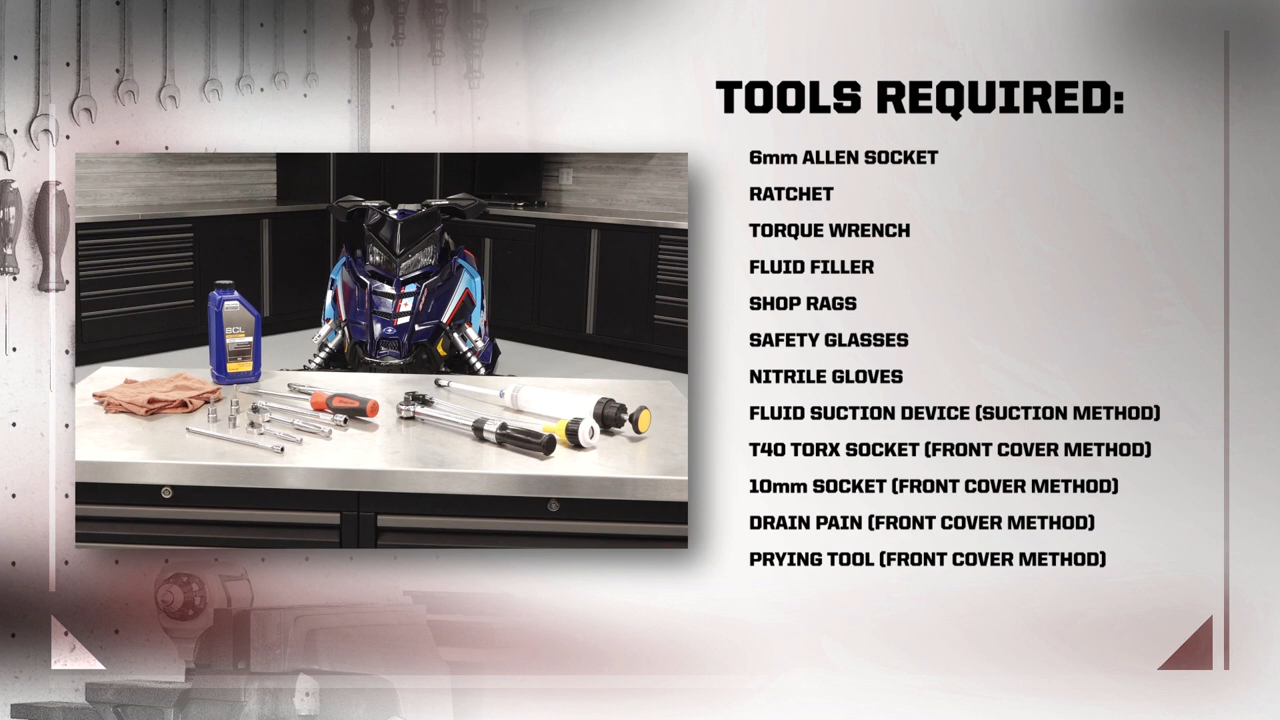 TOOLS REQUIRED:
6mm ALLEN SOCKET
RATCHET
TORQUE WRENCH
FLUID FILLER
SHOP RAGS
SAFETY GLASSES
NITRILE GLOVES
FLUID SUCTION DEVICE (SUCTION METHOD)
T40 TORX SOCKET (FRONT COVER METHOD)
10mm SOCKET (FRONT COVER METHOD)
DRAIN PAIN (FRONT COVER METHOD)
PRYING TOOL (FRONT COVER METHOD)
SCL